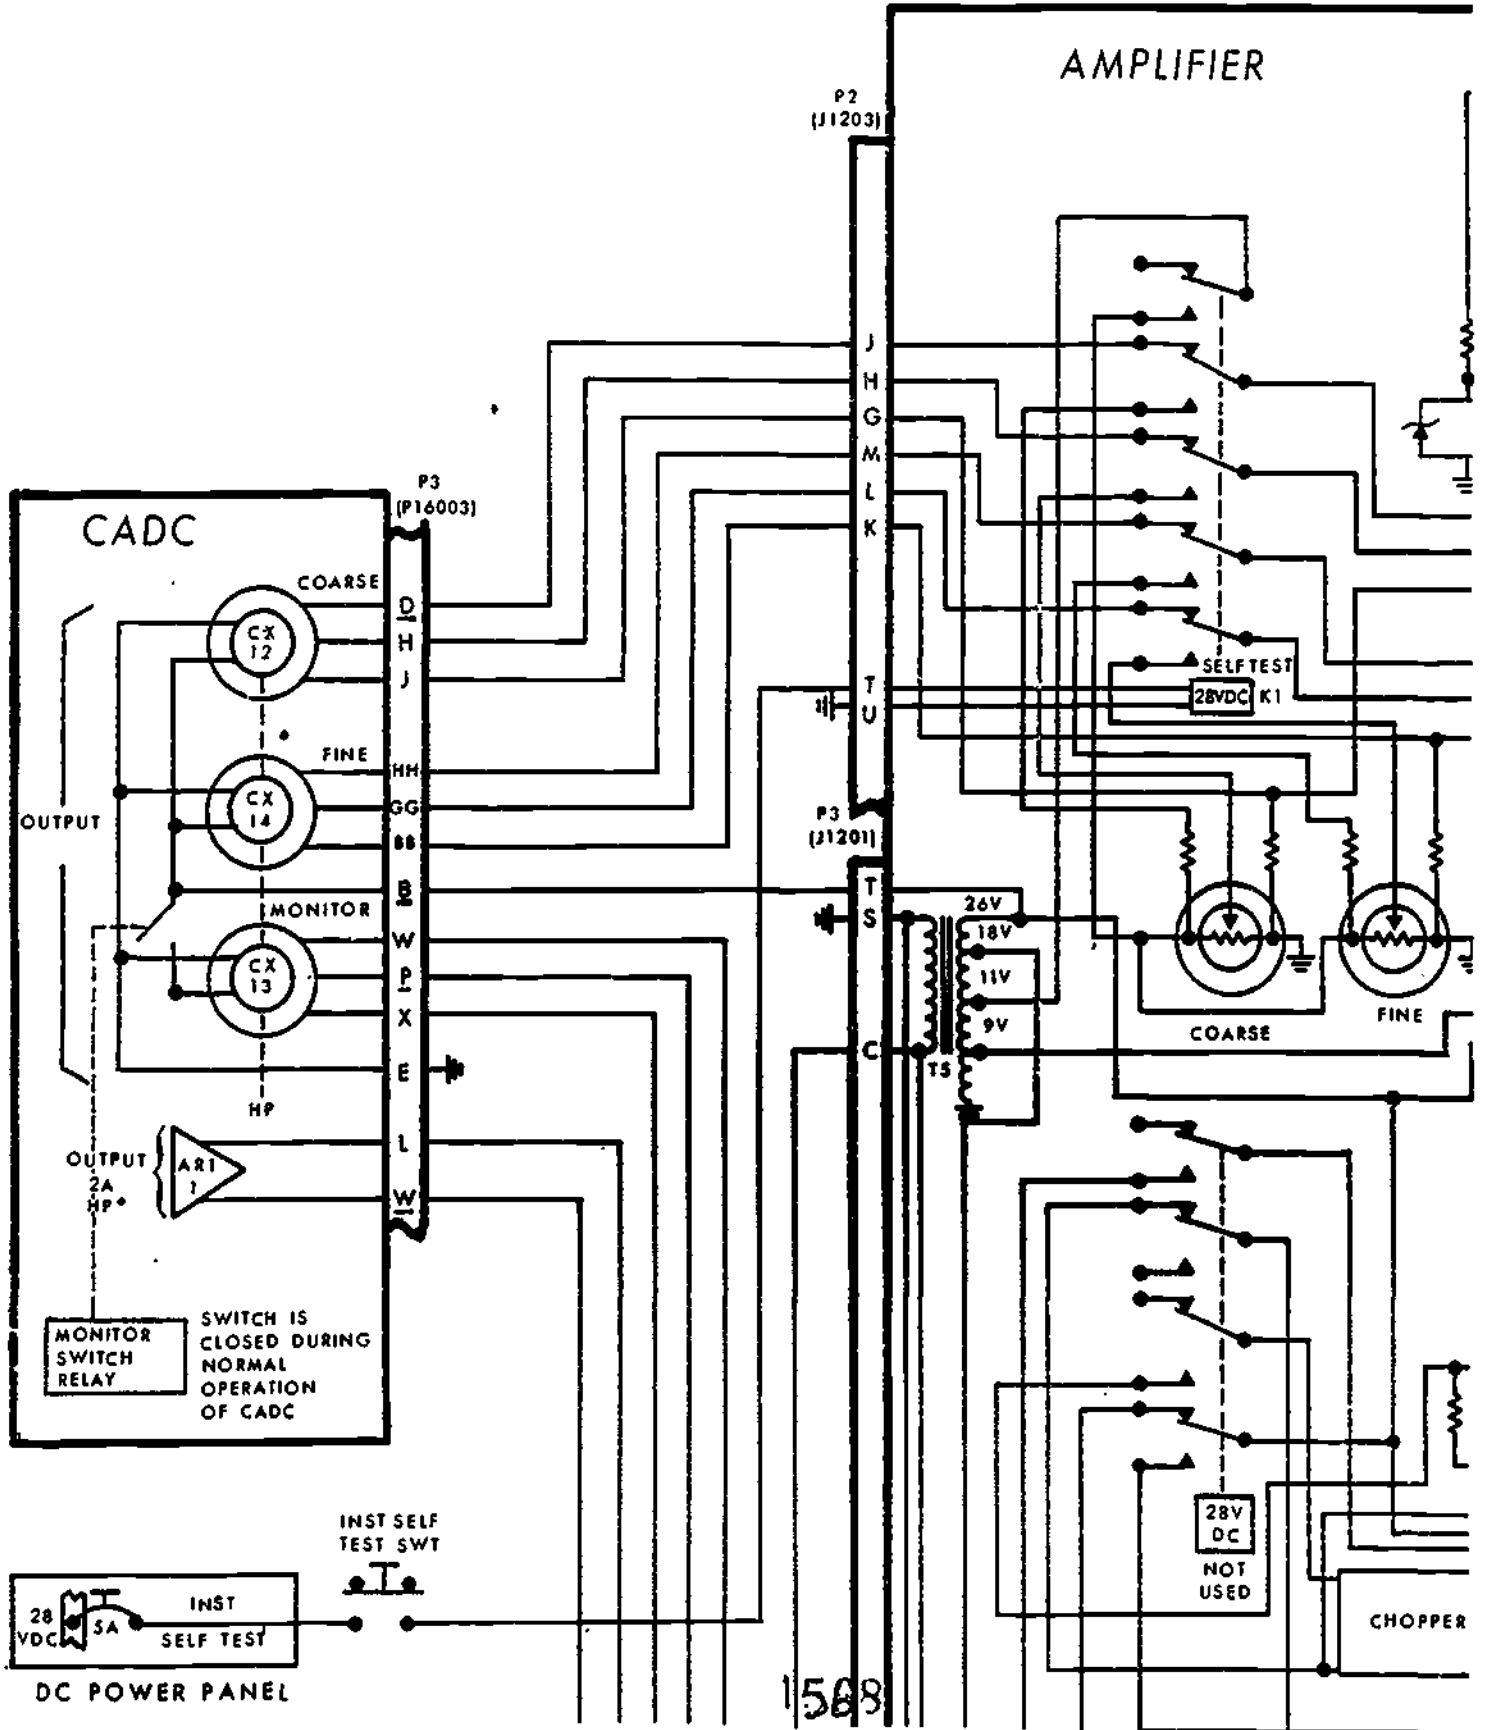 AMPLIFIER
P2
(J1203)
J
H
G
M
L
K
P3
(P16003)
CADC
COARSE
D
CX
12
H
J
SELF TEST
T
28VDC K1
U
FINE
HH
CX
14
GG
OUTPUT
BB
P3
(J1201)
B
T
MONITOR
26V
S
18V
W
CX
13
P
11V
X
9V
FINE
COARSE
E
C
T5
HP
L
OUTPUT
2A
HP
AR1
W
MONITOR
SWITCH
RELAY
SWITCH IS
CLOSED DURING
NORMAL
OPERATION
OF CADC
28V
DC
NOT
USED
INST SELF
TEST SWT
28
VDC
5A
INST
SELF TEST
CHOPPER
DC POWER PANEL